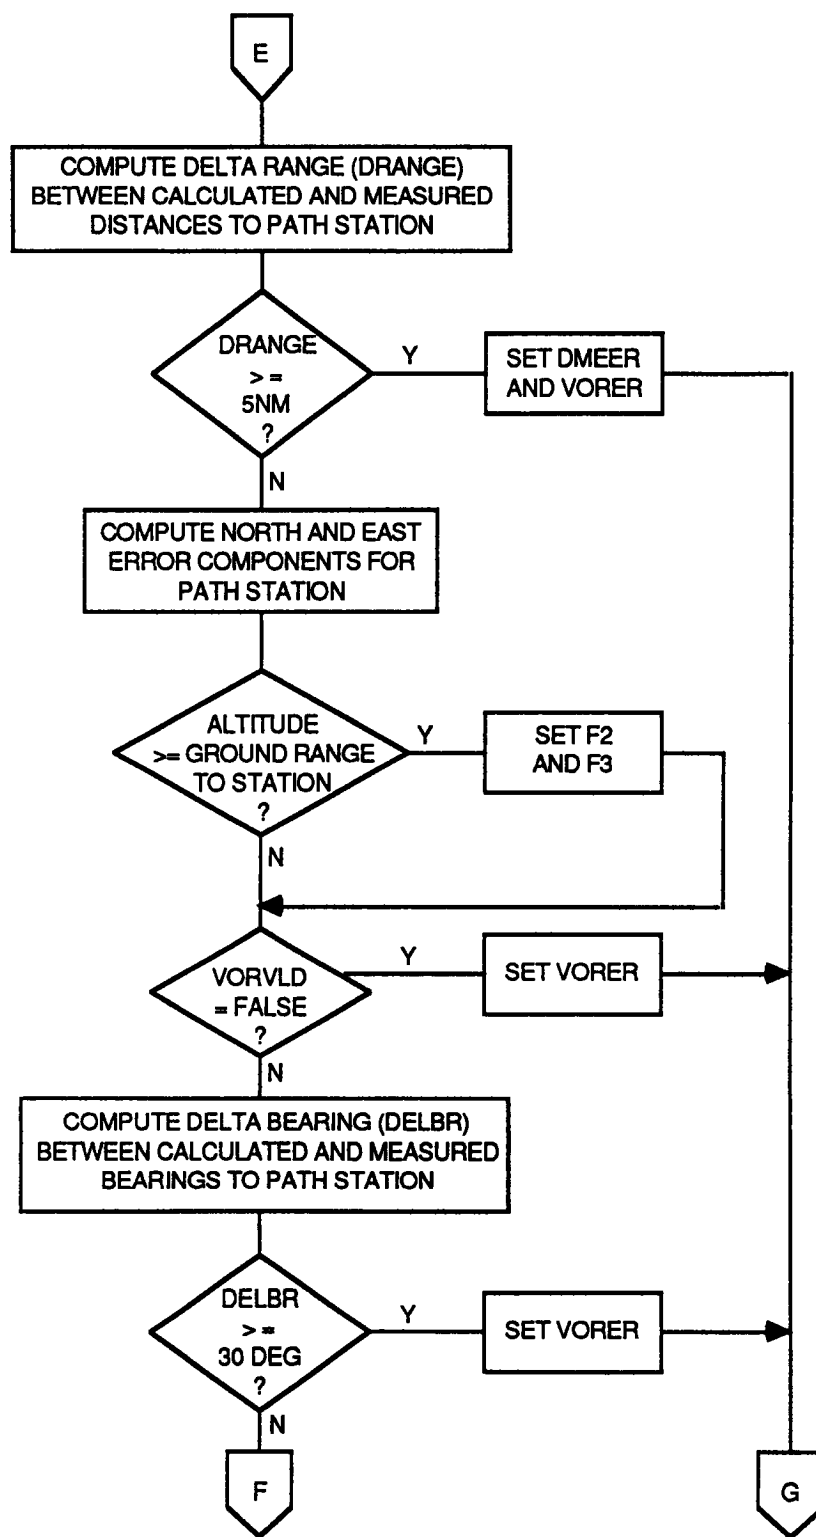 E
COMPUTE DELTA RANGE (DRANGE)
BETWEEN CALCULATED AND MEASURED
DISTANCES TO PATH STATION
DRANGE
> =
5NM
?
Y
SET DMEER
AND VORER
N
COMPUTE NORTH AND EAST
ERROR COMPONENTS FOR
PATH STATION
ALTITUDE
>= GROUND RANGE
TO STATION
?
Y
SET F2
AND F3
N
VORVLD
= FALSE
?
Y
SET VORER
N
COMPUTE DELTA BEARING (DELBR)
BETWEEN CALCULATED AND MEASURED
BEARINGS TO PATH STATION
DELBR
> =
30 DEG
?
Y
SET VORER
N
F
G